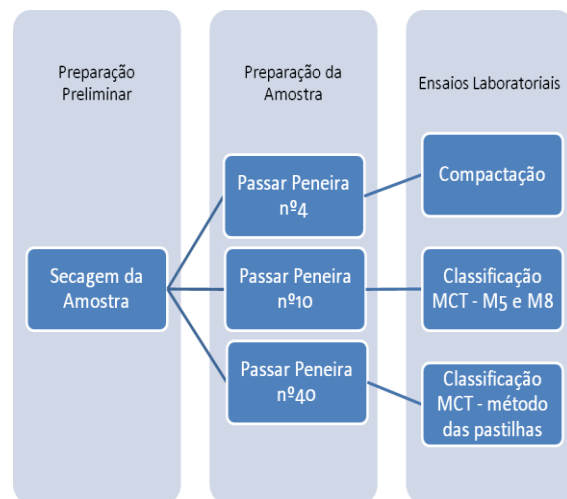 Preparação
Preliminar
Preparação da
Amostra
Ensaios Laboratoriais
Secagem da
Amostra
Passar Peneira
nº4
Passar Peneira
nº10
Passar Peneira
nº40
Compactação
Classificação
MCT - M5 e M8
Classificação
MCT - método
das pastilhas